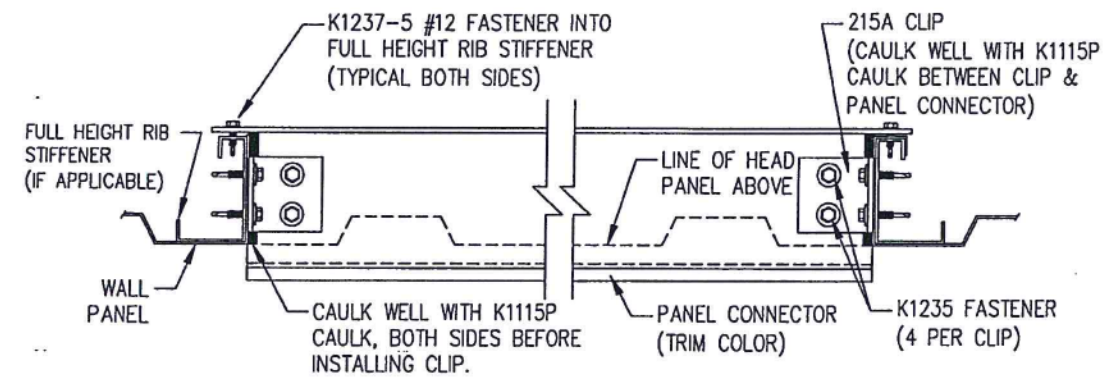 K1237-5 #12 FASTENER INTO
FULL HEIGHT RIB STIFFENER
(TYPICAL BOTH SIDES)
215A CLIP
(CAULK WELL WITH K1115P
CAULK BETWEEN CLIP &
PANEL CONNECTOR)
FULL HEIGHT RIB
STIFFENER
(IF APPLICABLE)
LINE OF HEAD
PANEL ABOVE
WALL
PANEL
CAULK WELL WITH K1115P
CAULK, BOTH SIDES BEFORE
INSTALLING CLIP.
PANEL CONNECTOR
(TRIM COLOR)
K1235 FASTENER
(4 PER CLIP)